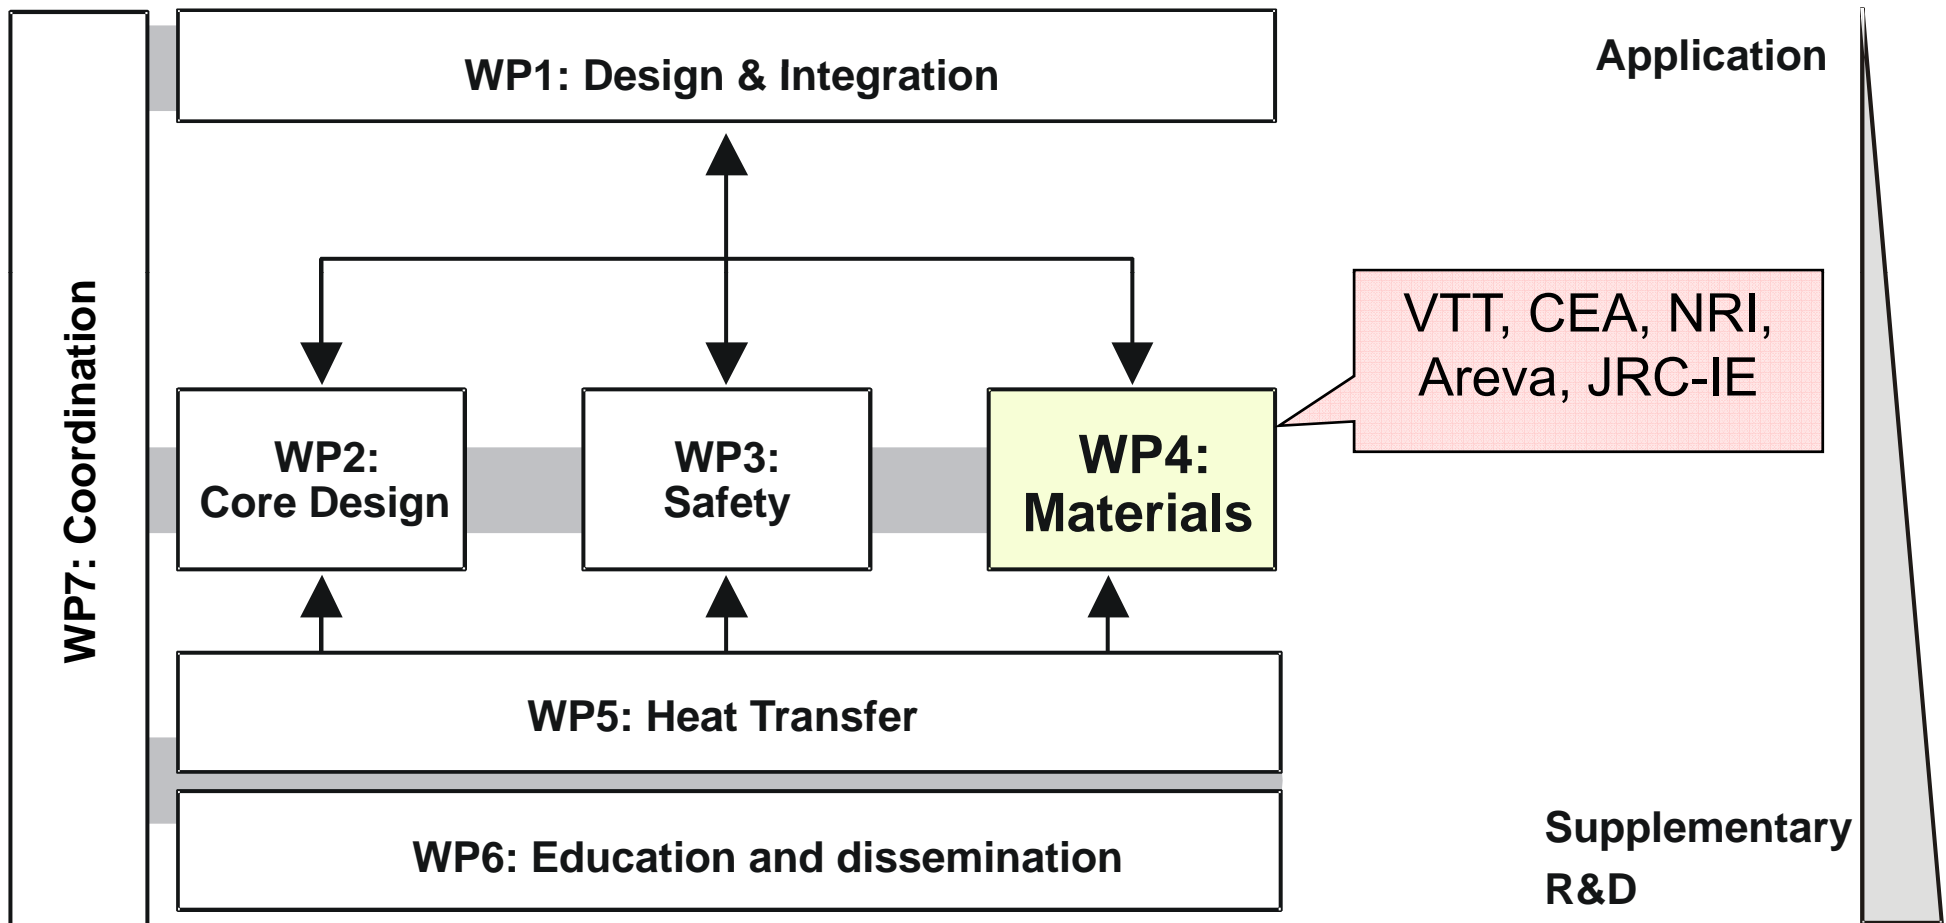 WP7: Coordination
WP1: Design & Integration
Application
VTT, CEA, NRI,
Areva, JRC-IE
WP2:
Core Design
WP3:
Safety
WP4:
Materials
WP5: Heat Transfer
WP6: Education and dissemination
Supplementary
R&D